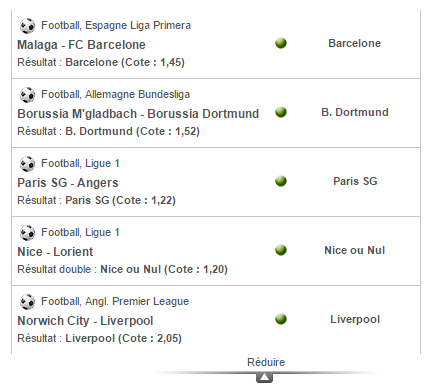 Football, Espagne Liga Primera
Malaga - FC Barcelone
Barcelone
Résultat : Barcelone (Cote : 1,45)
Football, Allemagne Bundesliga
Borussia M'gladbach - Borussia Dortmund
B. Dortmund
Résultat : B. Dortmund (Cote : 1,52)
Football, Ligue 1
Paris SG - Angers
Paris SG
Résultat : Paris SG (Cote : 1,22)
Football, Ligue 1
Nice - Lorient
Nice ou Nul
Résultat double : Nice ou Nul (Cote : 1,20)
Football, Angl. Premier League
Norwich City - Liverpool
Liverpool
Résultat : Liverpool (Cote : 2,05)
Réduire